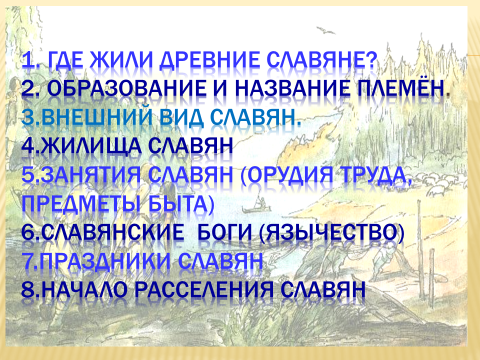 1. ГДЕ ЖИЛИ ДРЕВНИЕ СЛАВЯНЕ?
2. ОБРАЗОВАНИЕ И НАЗВАНИЕ ПЛЕМЁН.
3.ВНЕШНИЙ ВИД СЛАВЯН.
4.ЖИЛИЩА СЛАВЯН
5.ЗАНЯТИЯ СЛАВЯН (ОРУДИЯ ТРУДА,
ПРЕДМЕТЫ БЫТА)
6.СЛАВЯНСКИЕ БОГИ (ЯЗЫЧЕСТВО)
7.ПРАЗДНИКИ СЛАВЯН
8.НАЧАЛО РАССЕЛЕНИЯ СЛАВЯН